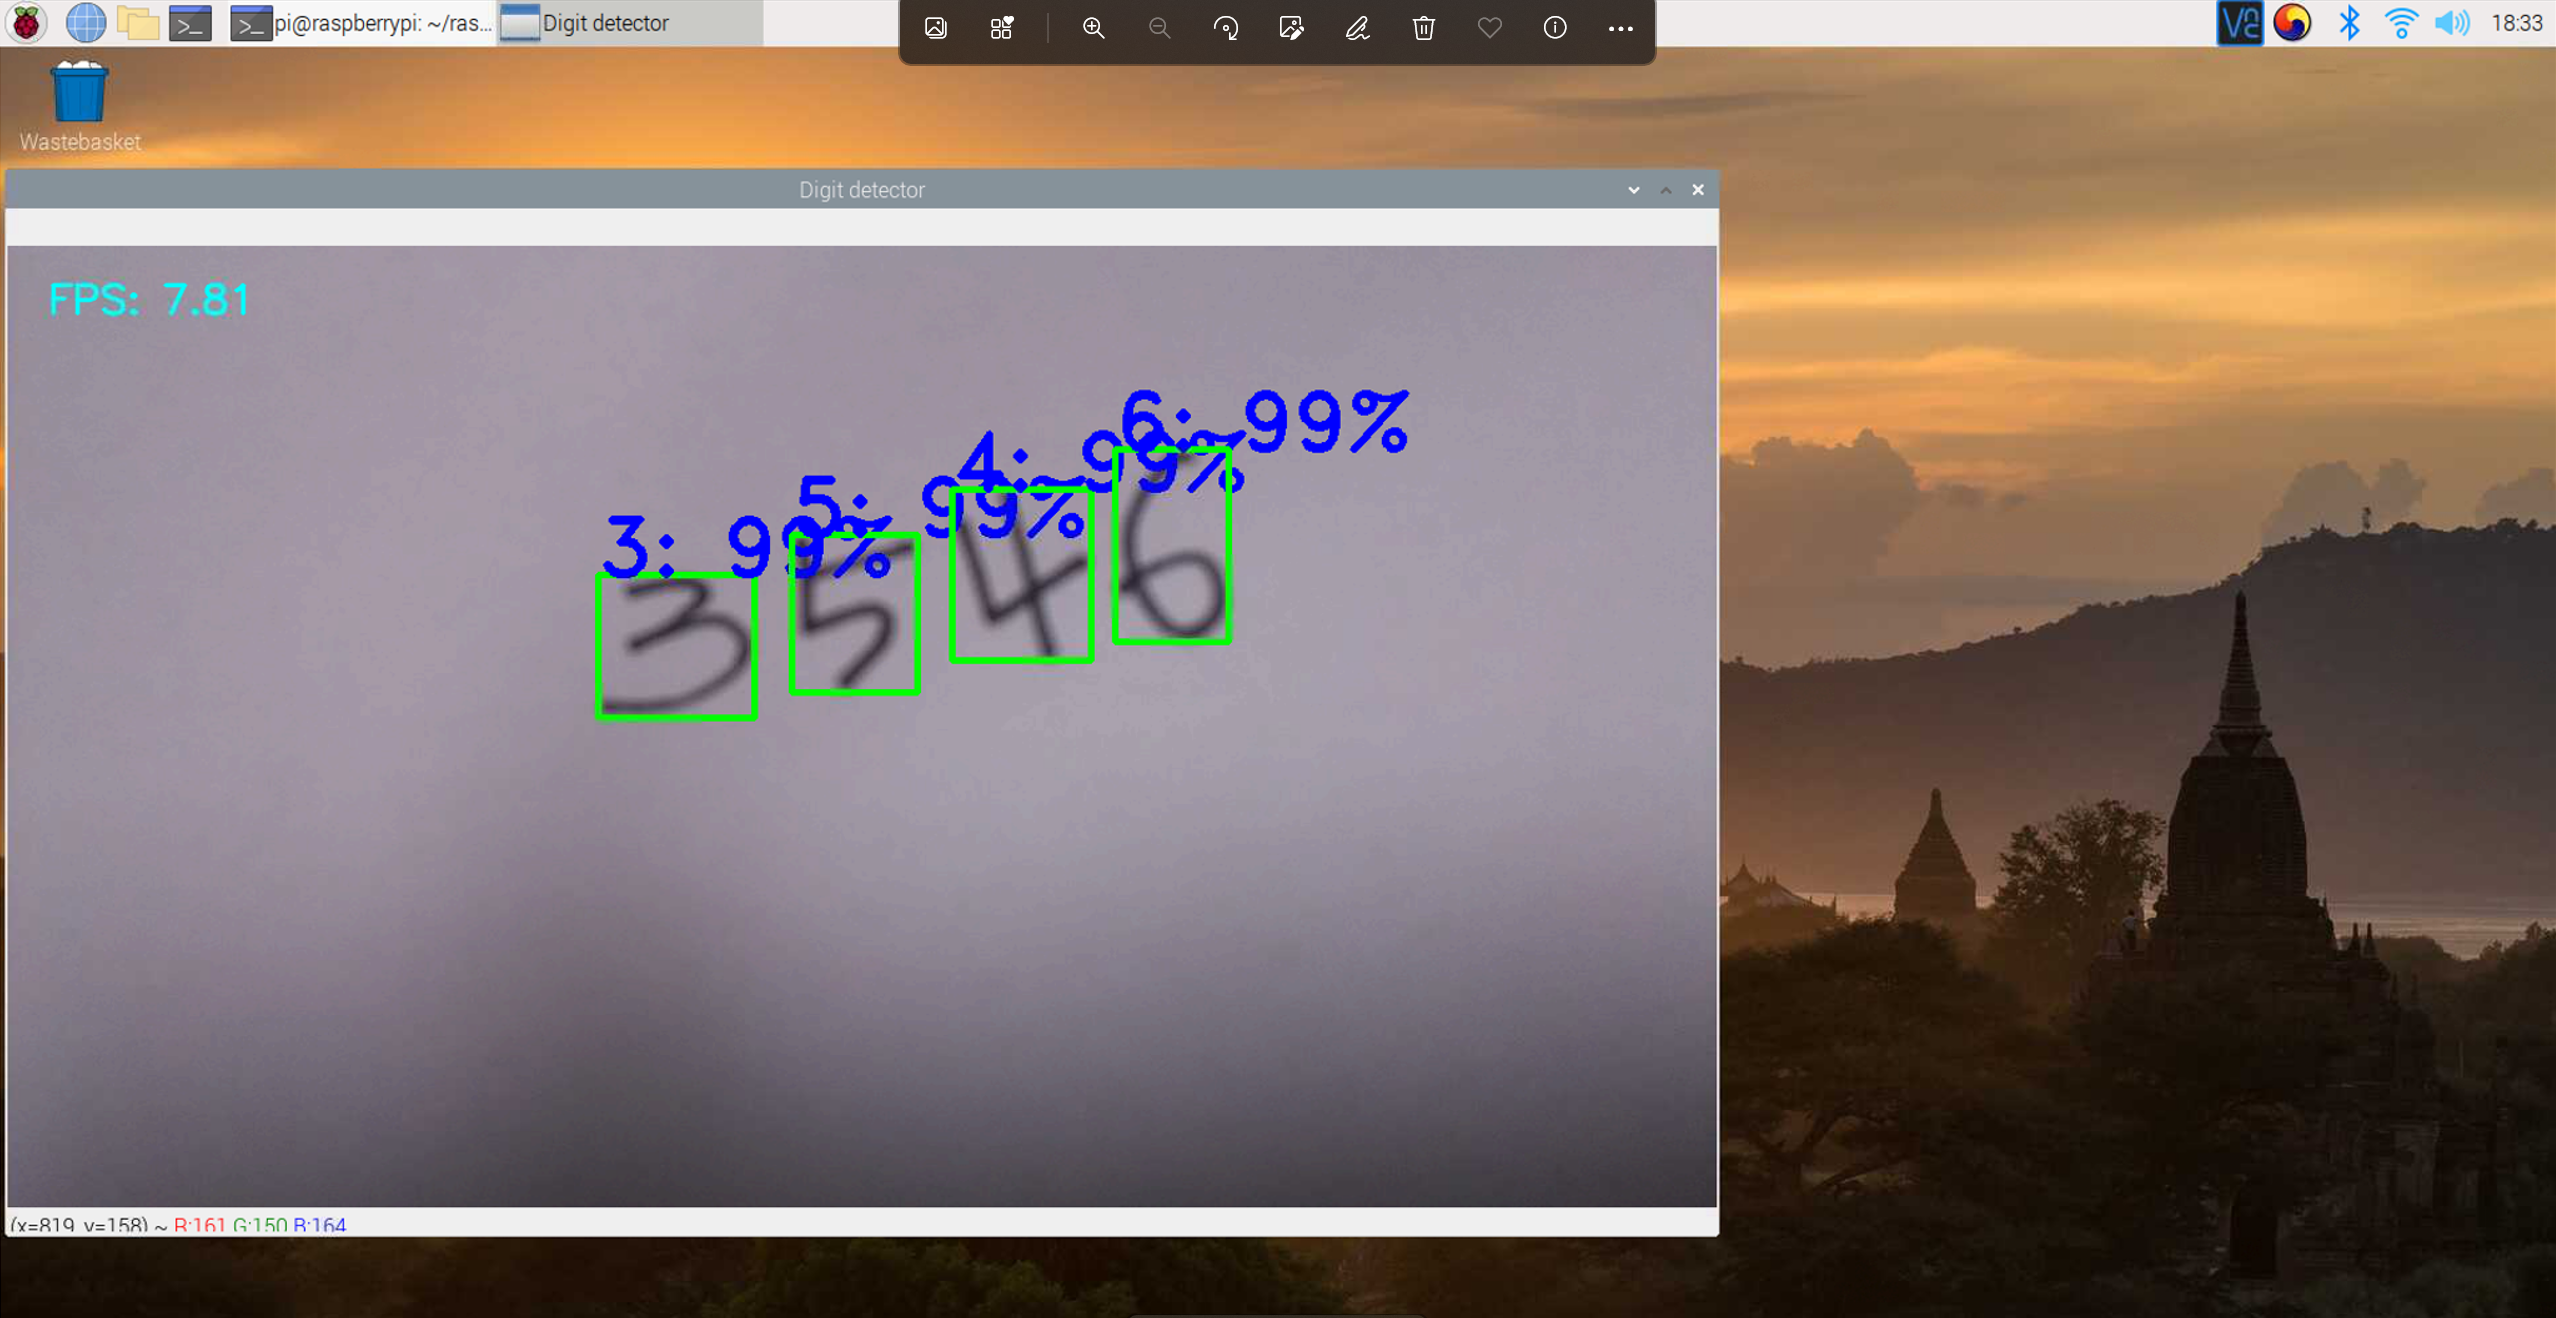 pi@raspberrypi: ~/ras...
Digit detector
18:33
Wastebasket
Digit detector
FPS: 7.81
6: 99%
4: 99%
5: 99%
3: 99%
3 5 4 6
(x=819, y=158) ~ R:161 G:150 B:164